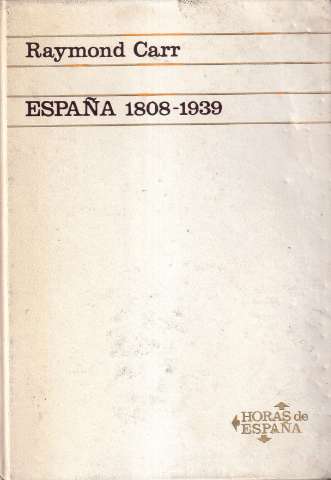 Raymond Carr
ESPAÑA 1808-1939
HORAS de
ESPAÑA